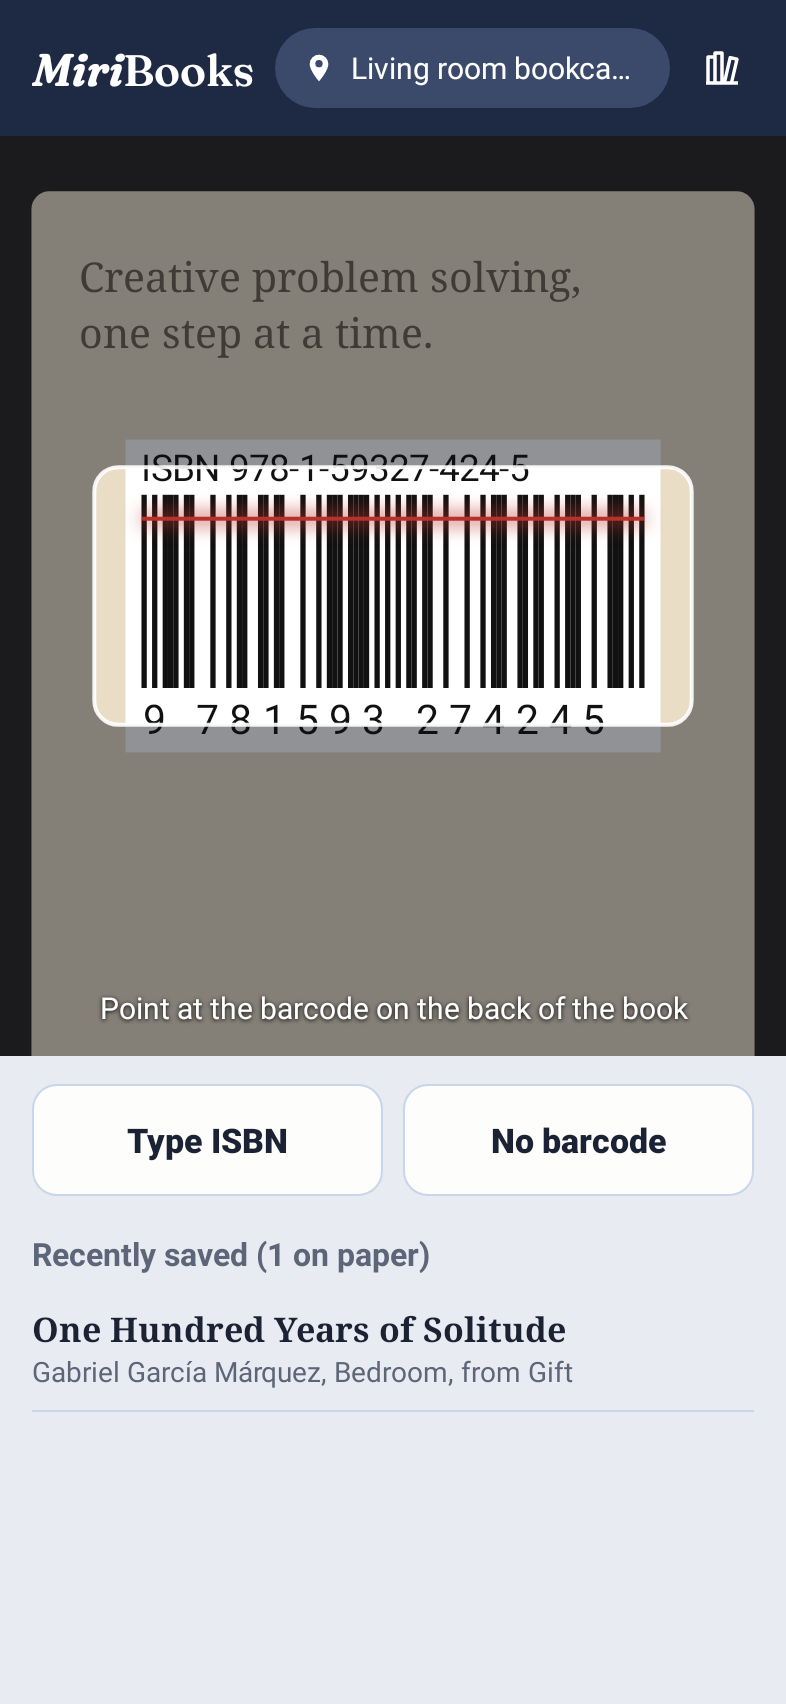 MiriBooks
Living room bookca...
Creative problem solving,
one step at a time.
ISBN 978-1-59327-424-5
9 781593 274245
Point at the barcode on the back of the book
Type ISBN
No barcode
Recently saved (1 on paper)
One Hundred Years of Solitude
Gabriel García Márquez, Bedroom, from Gift